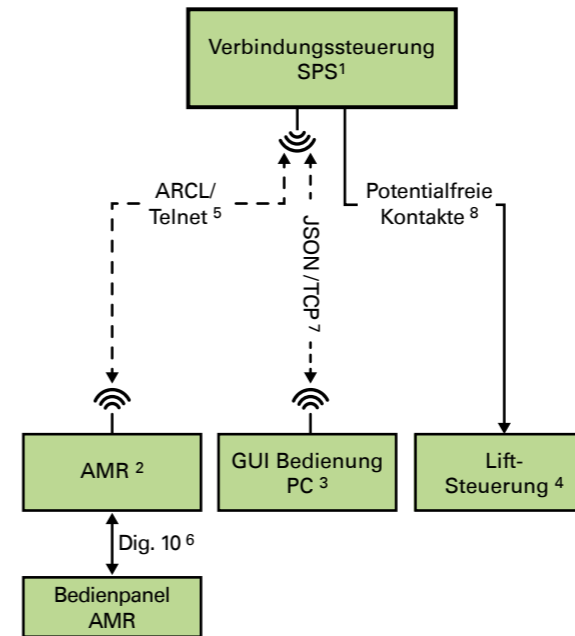 Verbindungssteuerung
SPS¹
ARCL/
Telnet ⁵
JSON/TCP ⁷
Potentialfreie
Kontakte ⁸
AMR ²
GUI Bedienung
PC ³
Lift-
Steuerung ⁴
Dig. 10 ⁶
Bedienpanel
AMR